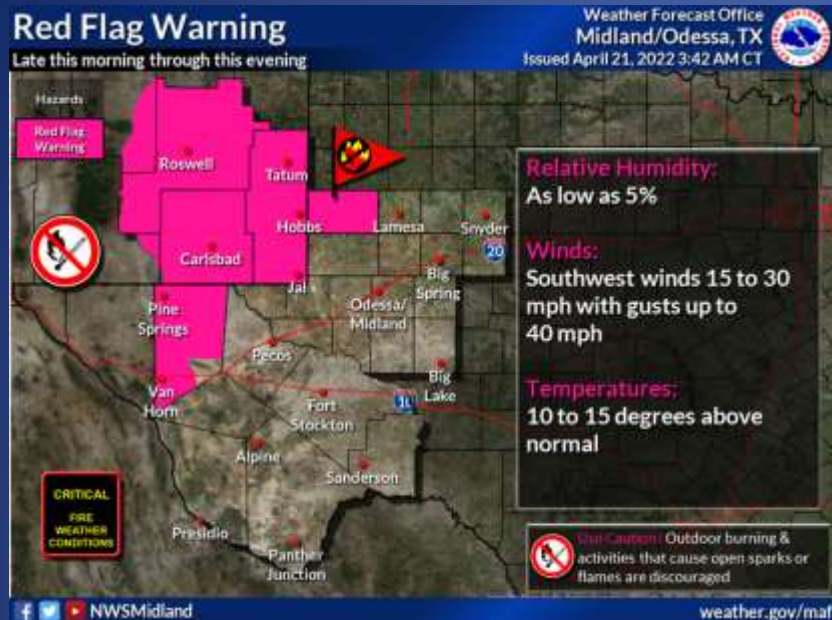 Red Flag Warning
Late this morning through this evening
Weather Forecast Office
Midland/Odessa, TX
Issued April 21, 2022 3:42 AM CT
Hazards
Red Flag
Warning
Roswell
Tatum
Hobbs
Lamesa
Snyder
20
Carlsbad
Jal
Big
Spring
Odessa/
Midland
Pine
Springs
Pecos
Van
Horn
Big
Lake
Fort
Stockton
10
Alpine
Sanderson
Presidio
Panther
Junction
Relative Humidity:
As low as 5%
Winds:
Southwest winds 15 to 30
mph with gusts up to
40 mph
Temperatures:
10 to 15 degrees above
normal
CRITICAL
FIRE
WEATHER
CONDITIONS
Use Caution! Outdoor burning &
activities that cause open sparks or
flames are discouraged
NWSMidland
weather.gov/maf